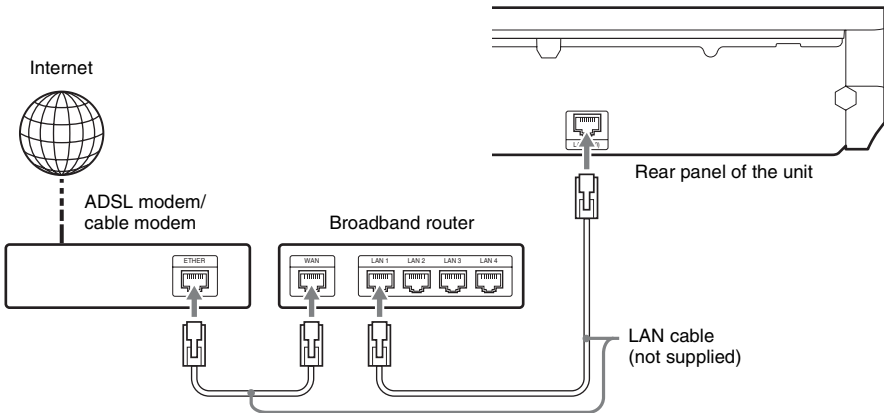 Internet
ADSL modem/
cable modem
Broadband router
Rear panel of the unit
ETHER
WAN
LAN 1
LAN 2
LAN 3
LAN 4
LAN cable
(not supplied)